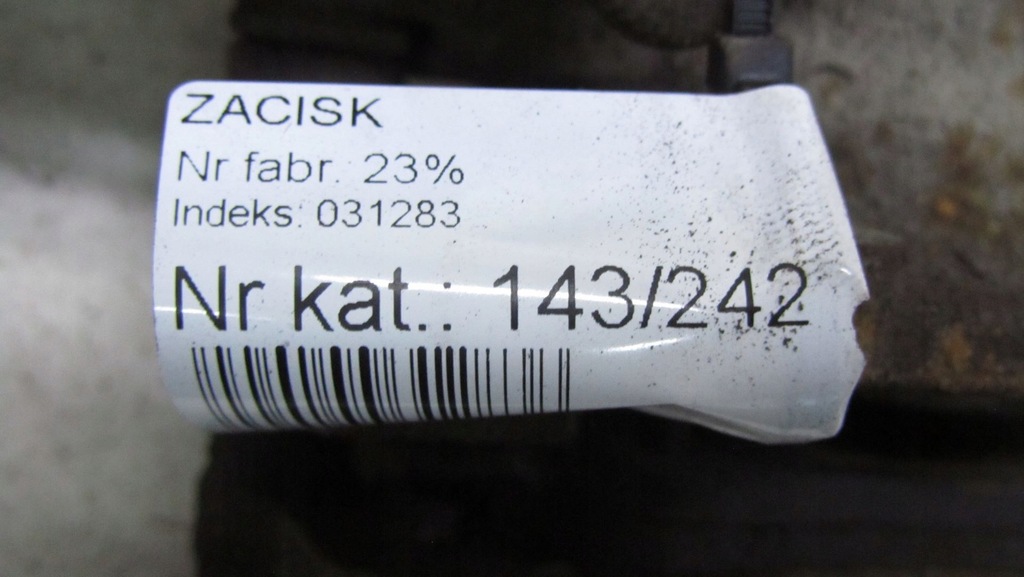 ZACISK
Nr fabr.: 23%
Indeks: 031283
Nr kat.: 143/242